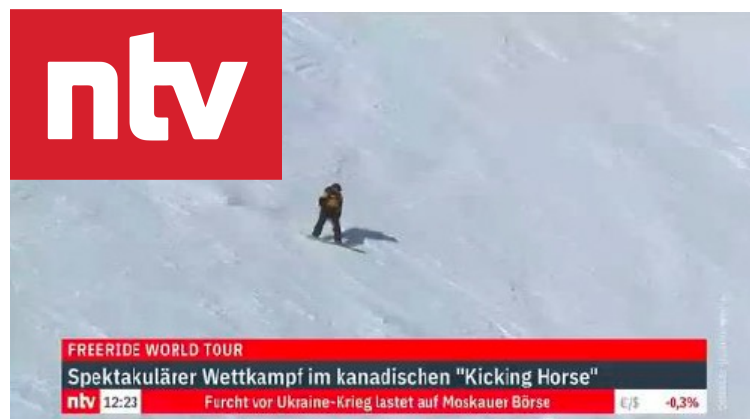 ntv
FREERIDE WORLD TOUR
Spektakulärer Wettkampf im kanadischen "Kicking Horse"
ntv 12:23 Furcht vor Ukraine-Krieg lastet auf Moskauer Börse €/$ -0,3%